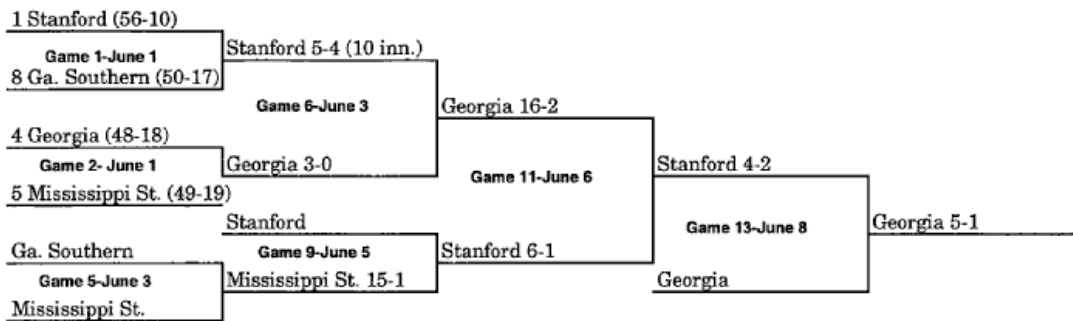 1 Stanford (56-10)
Game 1-June 1
8 Ga. Southern (50-17)
Stanford 5-4 (10 inn.)
Game 6-June 3
4 Georgia (48-18)
Game 2- June 1
5 Mississippi St. (49-19)
Georgia 3-0
Georgia 16-2
Game 11-June 6
Stanford
Game 9-June 5
Ga. Southern
Game 5-June 3
Mississippi St.
Mississippi St. 15-1
Stanford 6-1
Stanford 4-2
Game 13-June 8
Georgia
Georgia 5-1